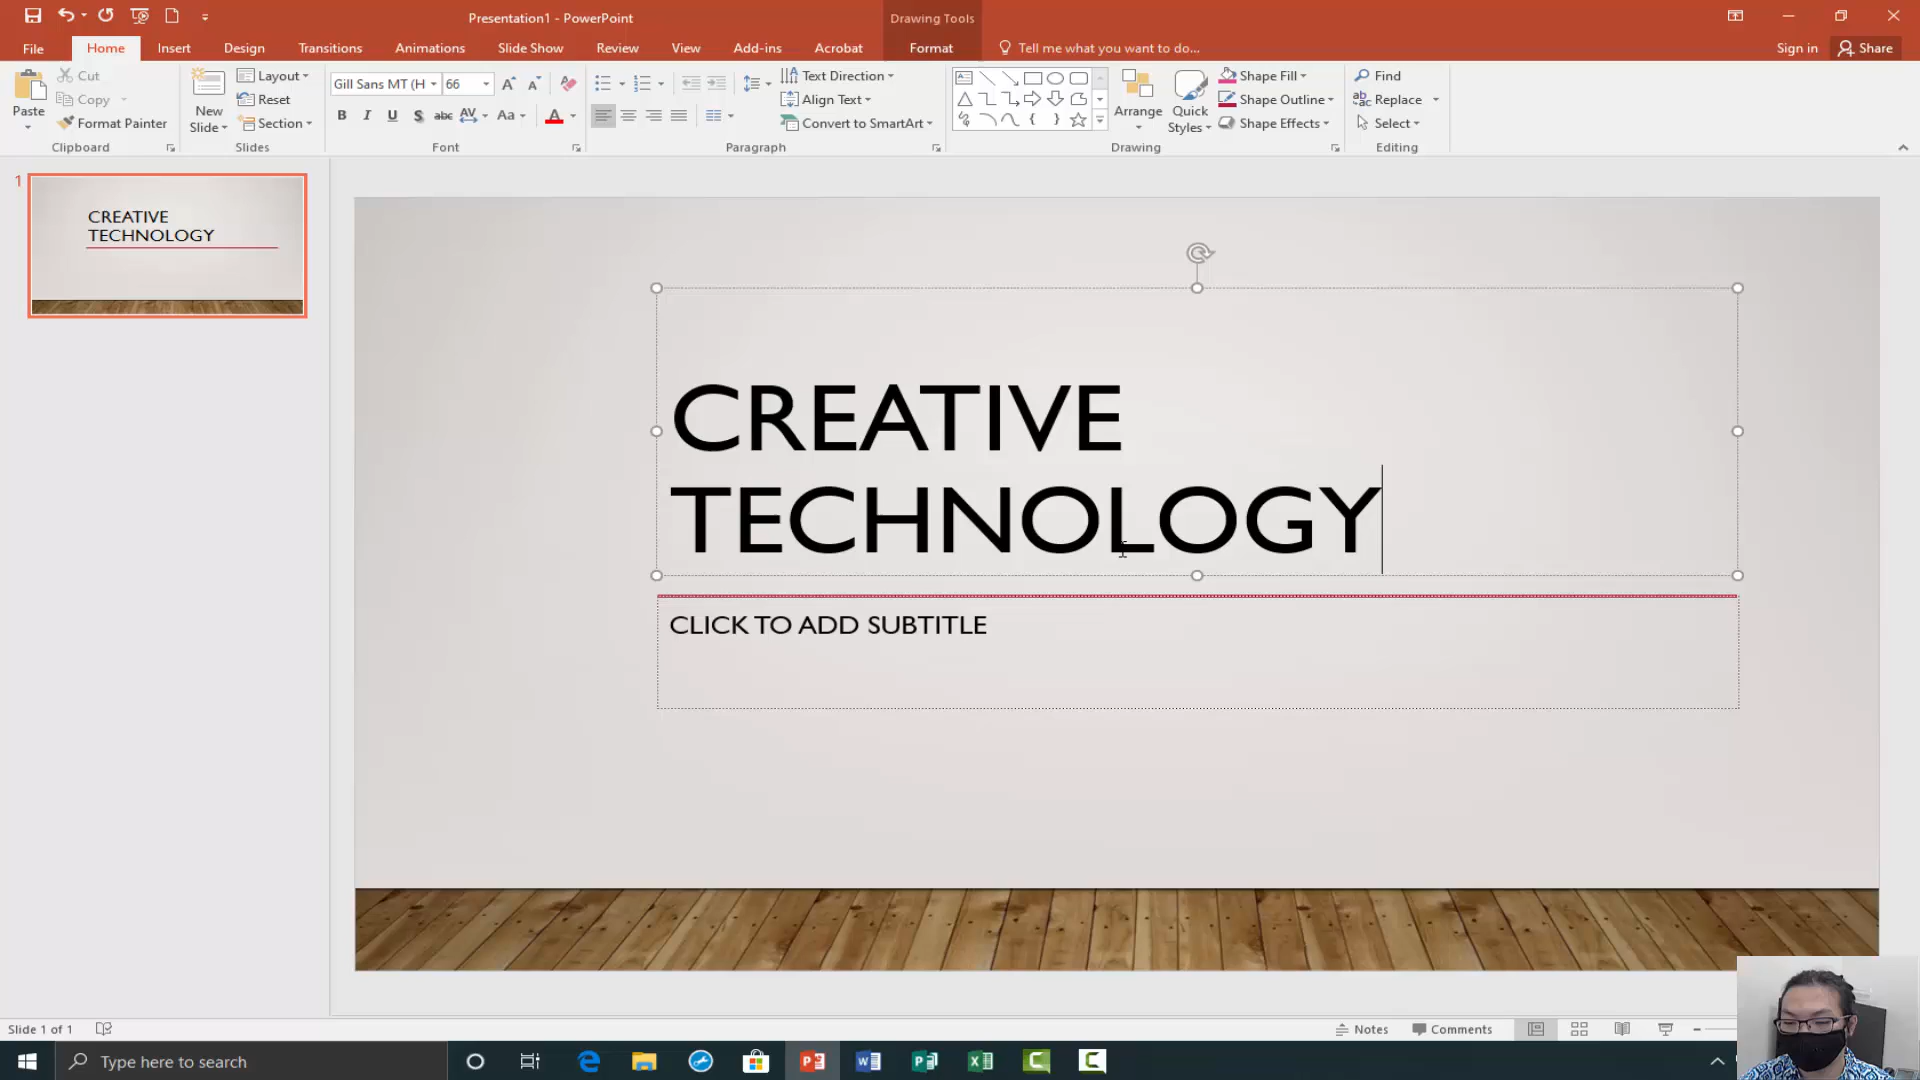 Presentation1 - PowerPoint
Drawing Tools
File Home Insert Design Transitions Animations Slide Show Review View Add-ins Acrobat Format Tell me what you want to do... Sign in Share
Paste
Cut
Copy
Format Painter
Clipboard
New Slide
Layout
Reset
Section
Slides
Gill Sans MT (H 66
B I U S abc AV Aa A
Font
Text Direction
Align Text
Convert to SmartArt
Paragraph
Arrange
Quick Styles
Shape Fill
Shape Outline
Shape Effects
Drawing
Find
Replace
Select
Editing
1
CREATIVE
TECHNOLOGY
CREATIVE
TECHNOLOGY
CLICK TO ADD SUBTITLE
Slide 1 of 1
Notes Comments
Type here to search